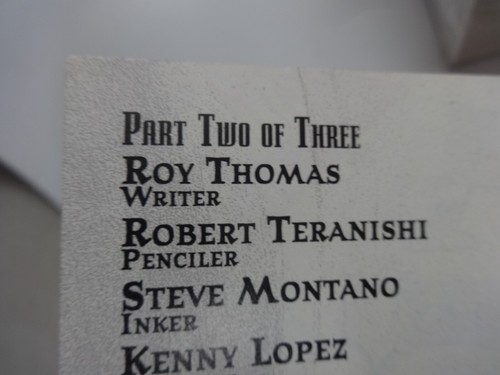 Part Two of Three
Roy Thomas
Writer
Robert Teranishi
Penciler
Steve Montano
Inker
Kenny Lopez